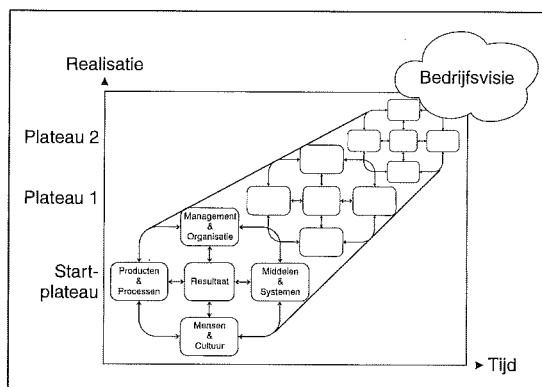 Realisatie
Bedrijfsvisie
Plateau 2
Plateau 1
Management
&
Organisatie
Start-
plateau
Producten
&
Processen
Resultaat
Middelen
&
Systemen
Mensen
&
Cultuur
Tijd